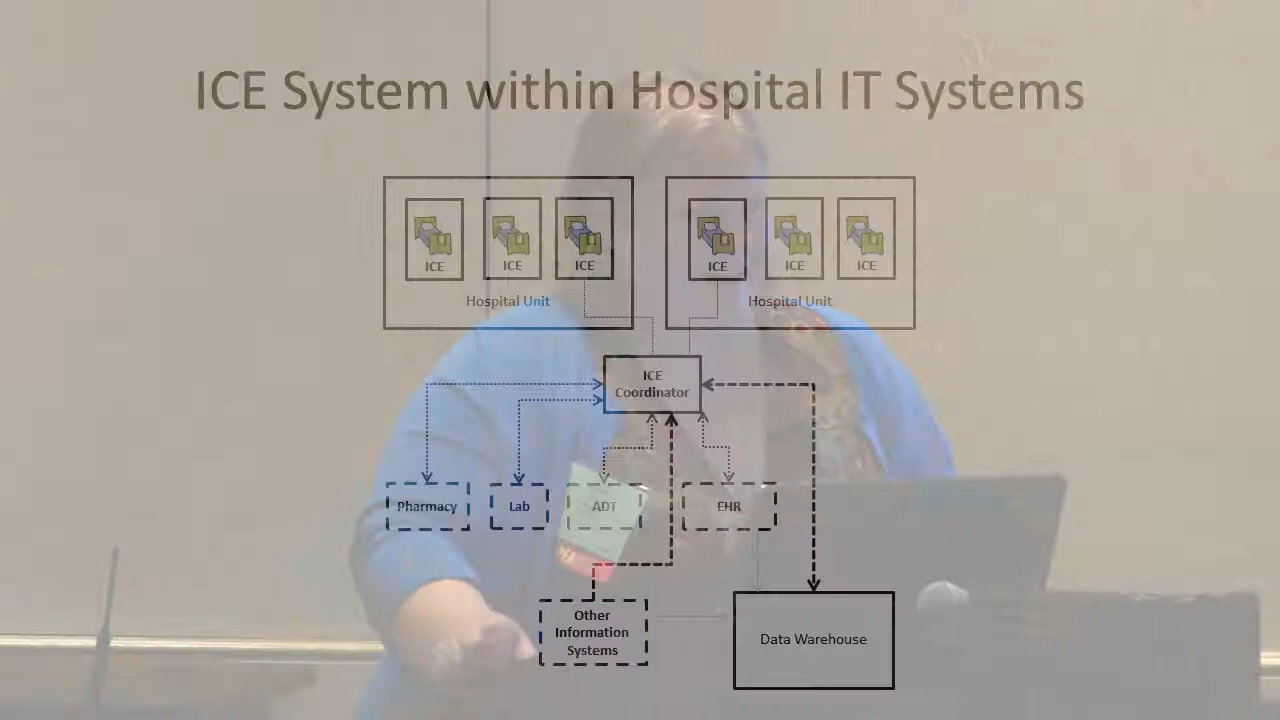 ICE System within Hospital IT Systems
ICE ICE ICE ICE ICE ICE
Hospital Unit Hospital Unit
ICE
Coordinator
Pharmacy Lab ADT EHR
Other
Information
Systems
Data Warehouse